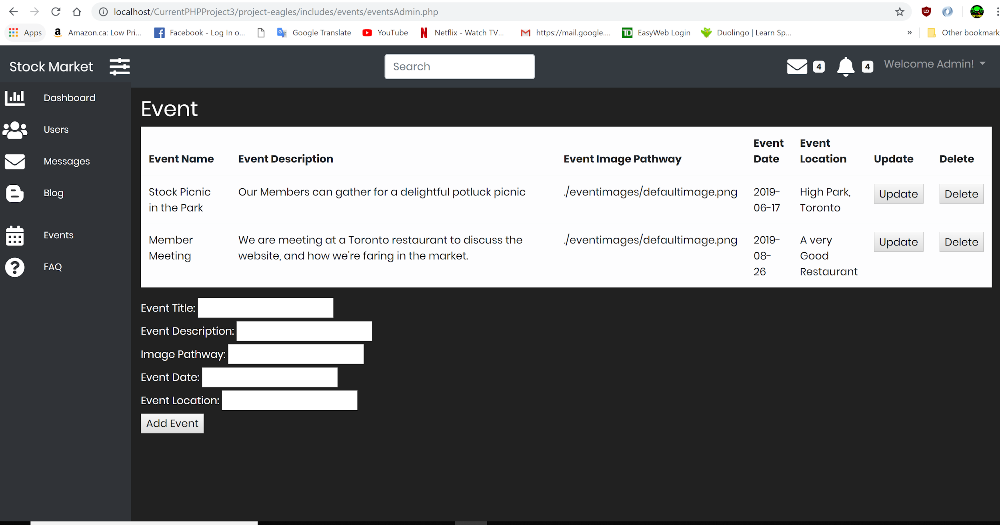 localhost/CurrentPHPProject3/project-eagles/includes/events/eventsAdmin.php
Apps Amazon.ca: Low Pri... Facebook - Log In o... Google Translate YouTube Netflix - Watch TV... https://mail.google.... EasyWeb Login Duolingo | Learn Sp... » Other bookmark
Stock Market Search 4 4 Welcome Admin!
Dashboard
Users
Messages
Blog
Events
FAQ
Event
Event Name Event Description Event Image Pathway Event Date Event Location Update Delete
Stock Picnic Our Members can gather for a delightful potluck picnic ./eventimages/defaultimage.png 2019- High Park, Update Delete
in the Park 06-17 Toronto
Member We are meeting at a Toronto restaurant to discuss the ./eventimages/defaultimage.png 2019- A very Update Delete
Meeting website, and how we're faring in the market. 08- Good
26 Restaurant
Event Title:
Event Description:
Image Pathway:
Event Date:
Event Location:
Add Event